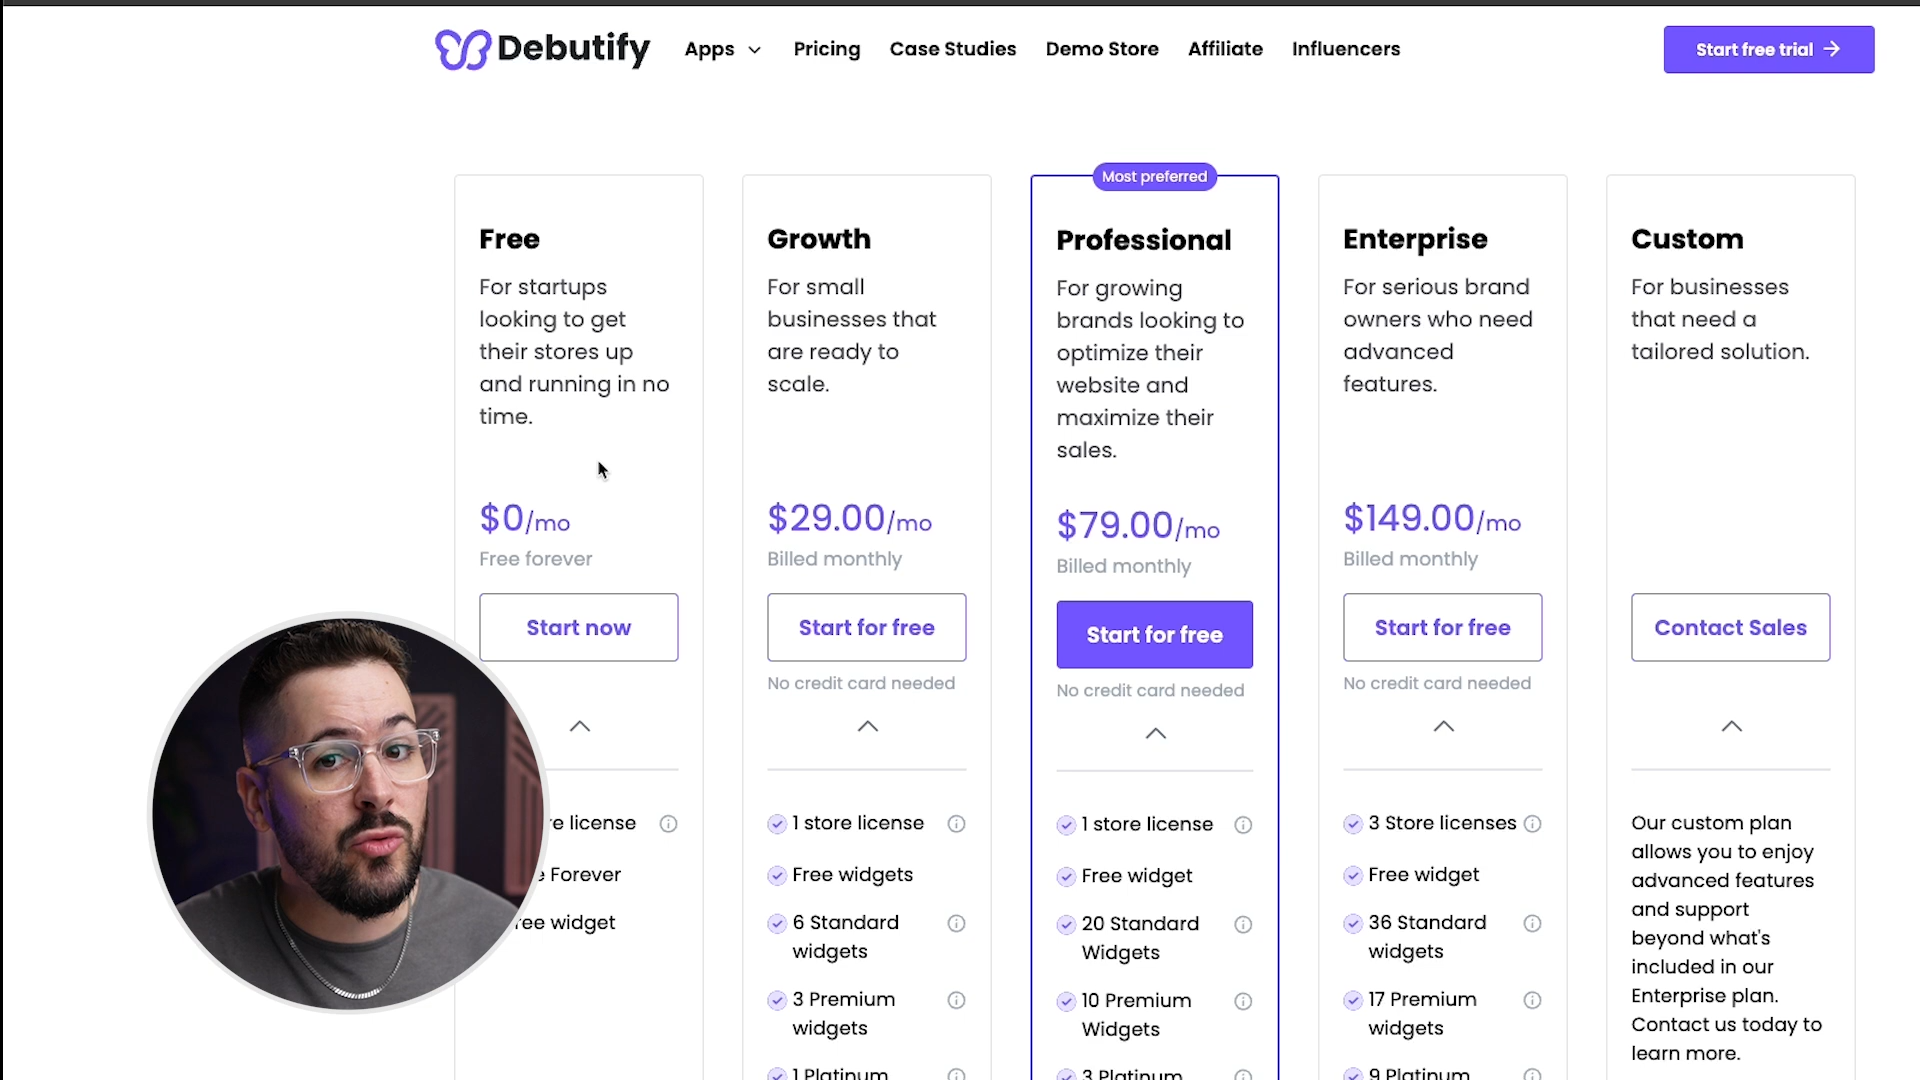 Debutify
Apps
Pricing
Case Studies
Demo Store
Affiliate
Influencers
Start free trial
Free
For startups
looking to get
their stores up
and running in no
time.
$0/mo
Free forever
Start now
re license
Forever
ree widget
Growth
For small
businesses that
are ready to
scale.
$29.00/mo
Billed monthly
Start for free
No credit card needed
1 store license
Free widgets
6 Standard
widgets
3 Premium
widgets
1 Platinum
Most preferred
Professional
For growing
brands looking to
optimize their
website and
maximize their
sales.
$79.00/mo
Billed monthly
Start for free
No credit card needed
1 store license
Free widget
20 Standard
Widgets
10 Premium
Widgets
3 Platinum
Enterprise
For serious brand
owners who need
advanced
features.
$149.00/mo
Billed monthly
Start for free
No credit card needed
3 Store licenses
Free widget
36 Standard
widgets
17 Premium
widgets
9 Platinum
Custom
For businesses
that need a
tailored solution.
Contact Sales
Our custom plan
allows you to enjoy
advanced features
and support
beyond what's
included in our
Enterprise plan.
Contact us today to
learn more.